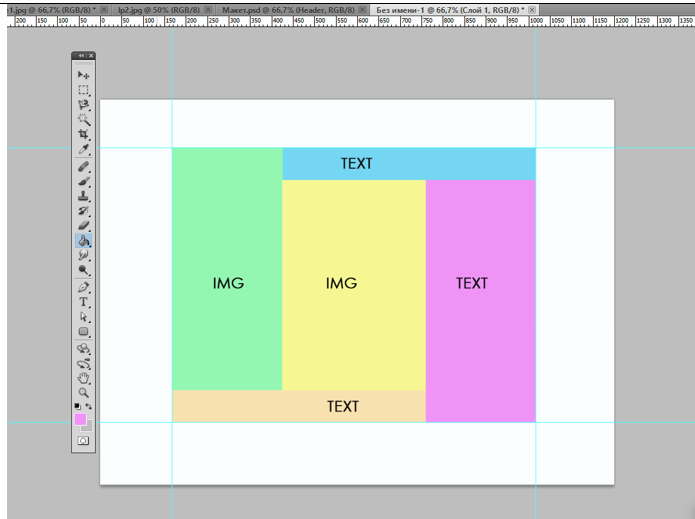 -1.jpg @ 66,7% (RGB/8) * lp2.jpg @ 50% (RGB/8) Макет.psd @ 66,7% (Header, RGB/8) Без имени-1 @ 66,7% (Слой 1, RGB/8) *
200 150 100 50 0 50 100 150 200 250 300 350 400 450 500 550 600 650 700 750 800 850 900 950 1000 1050 1100 1150 1200 1250 1300 1350
TEXT
IMG IMG TEXT
TEXT